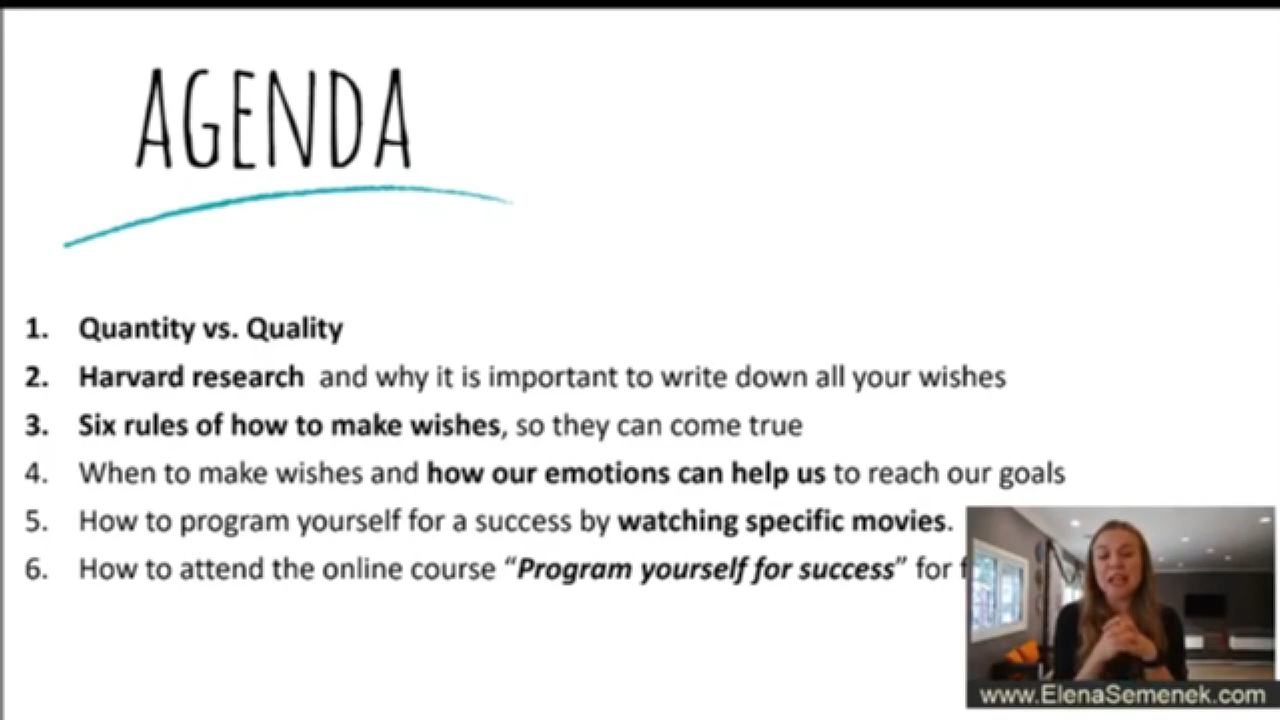 AGENDA
1. Quantity vs. Quality
2. Harvard research and why it is important to write down all your wishes
3. Six rules of how to make wishes, so they can come true
4. When to make wishes and how our emotions can help us to reach our goals
5. How to program yourself for a success by watching specific movies.
6. How to attend the online course “Program yourself for success” for
www.ElenaSemenek.com